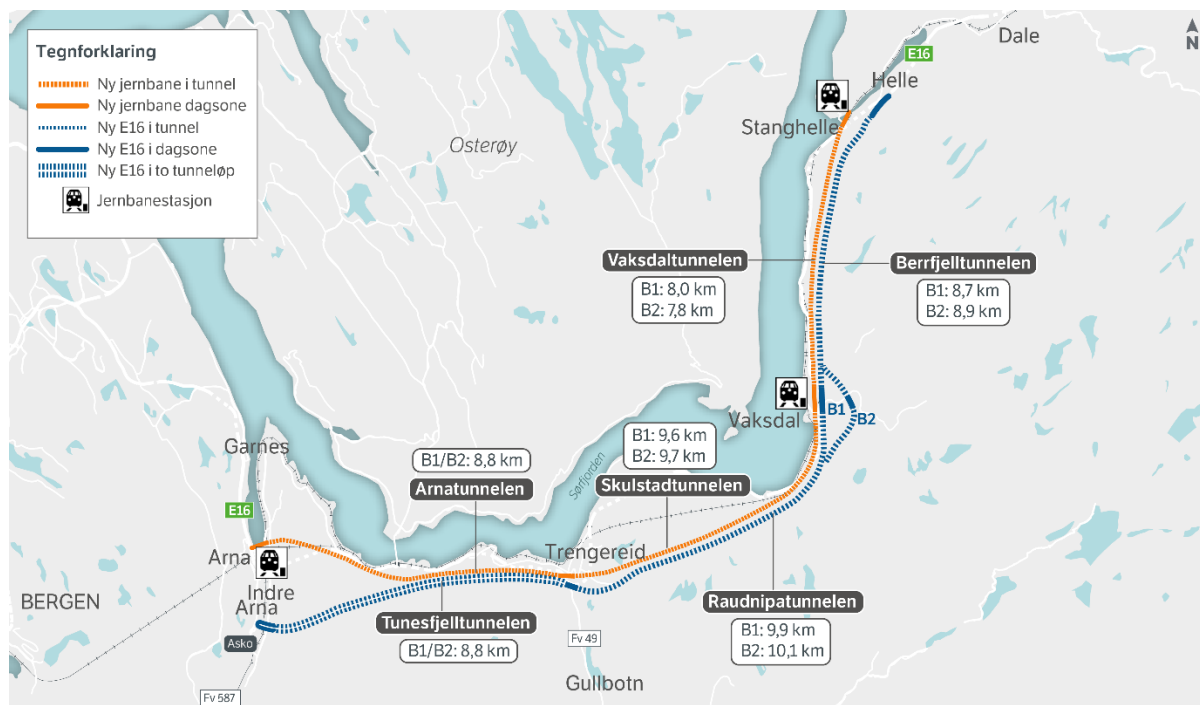 Tegnforklaring
Ny jernbane i tunnel
Ny jernbane dagsone
Ny E16 i tunnel
Ny E16 i dagsone
Ny E16 i to tunneløp
Jernbanestasjon
N
Dale
E16
Helle
Stanghelle
Osterøy
Vaksdaltunnelen
B1: 8,0 km
B2: 7,8 km
Berrfjelltunnelen
B1: 8,7 km
B2: 8,9 km
B1
B2
Vaksdal
Garnes
B1: 9,6 km
B2: 9,7 km
Skulstadtunnelen
B1/B2: 8,8 km
Arnatunnelen
Sørfjorden
E16
Arna
Trengereid
Indre
Arna
BERGEN
Raudnipatunnelen
B1: 9,9 km
B2: 10,1 km
Tunesfjelltunnelen
B1/B2: 8,8 km
Asko
Fv 49
Gullbotn
Fv 587